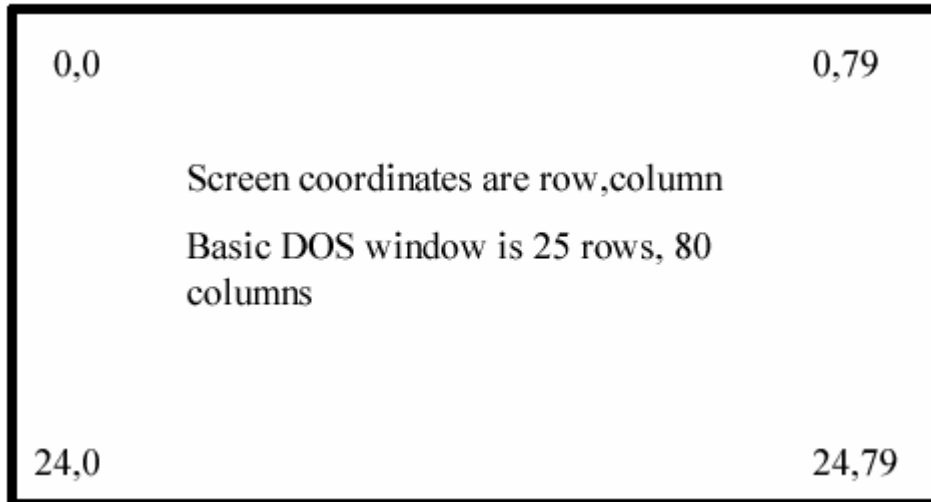 0,0 0,79
Screen coordinates are row,column
Basic DOS window is 25 rows, 80
columns
24,0 24,79